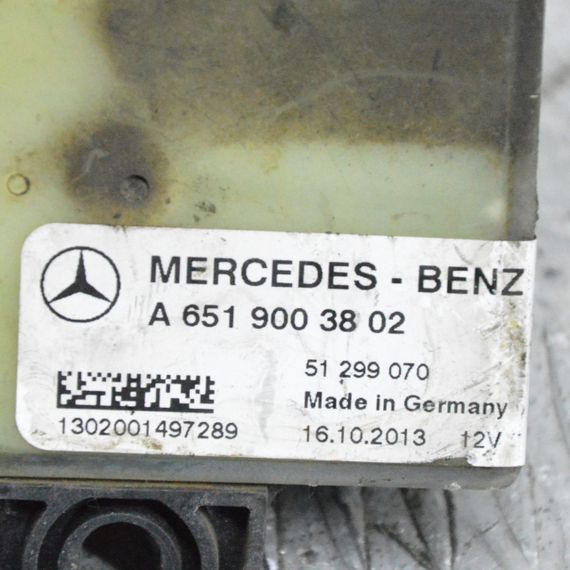 MERCEDES - BENZ
A 651 900 38 02
51 299 070
Made in Germany
1302001497289
16.10.2013 12V